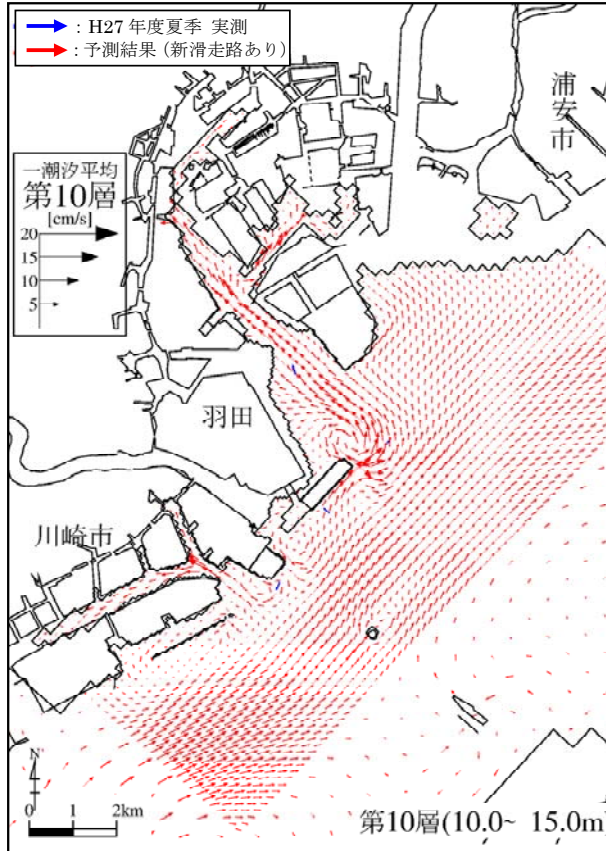 : H27 年度夏季 実測
: 予測結果 (新滑走路あり)
浦安市
一潮汐平均
第10層
[cm/s]
20
15
10
5
羽田
川崎市
N
0 1 2km
第10層(10.0~ 15.0m)